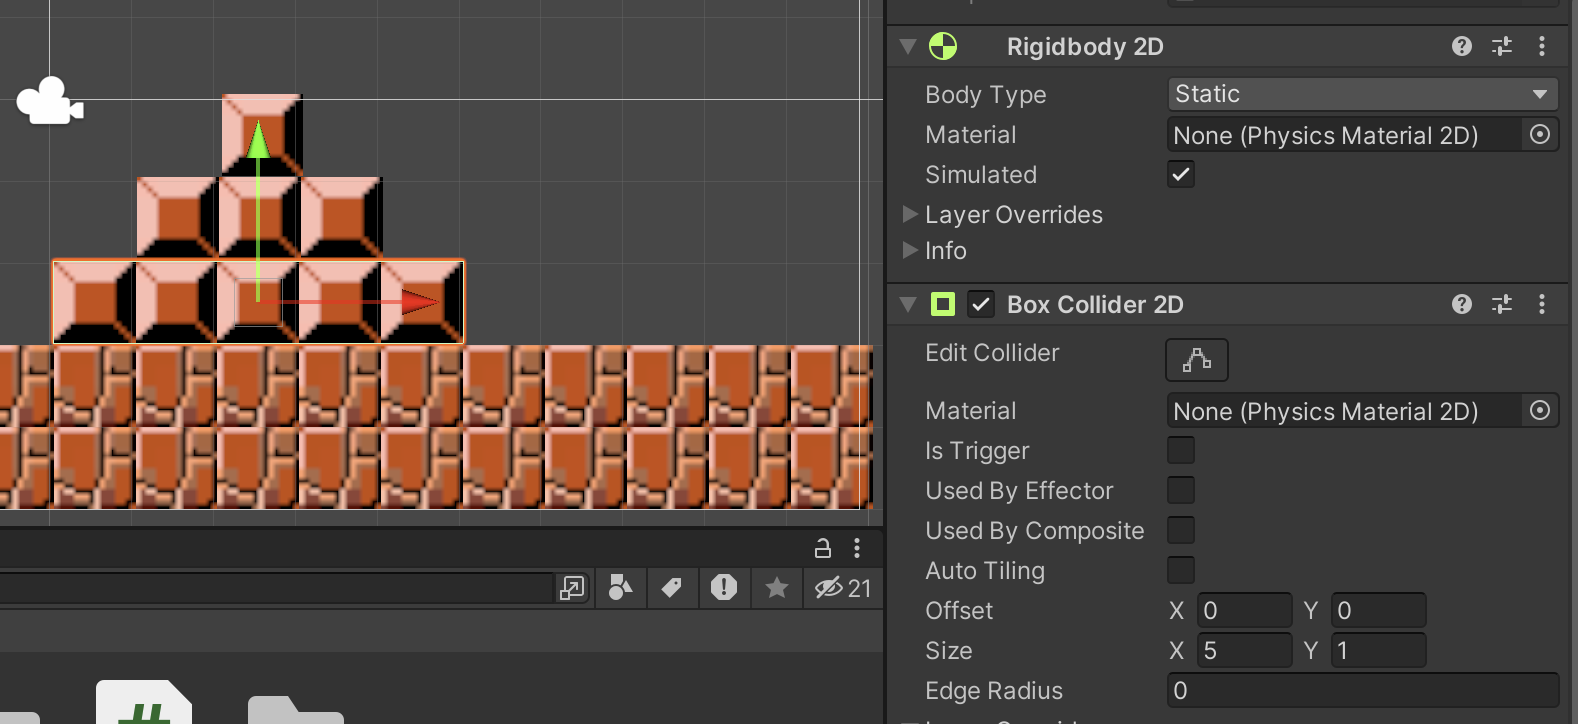 Rigidbody 2D
Body Type
Static
Material
None (Physics Material 2D)
Simulated
Layer Overrides
Info
Box Collider 2D
Edit Collider
Material
None (Physics Material 2D)
Is Trigger
Used By Effector
Used By Composite
Auto Tiling
Offset X 0 Y 0
Size X 5 Y 1
Edge Radius 0
21
#